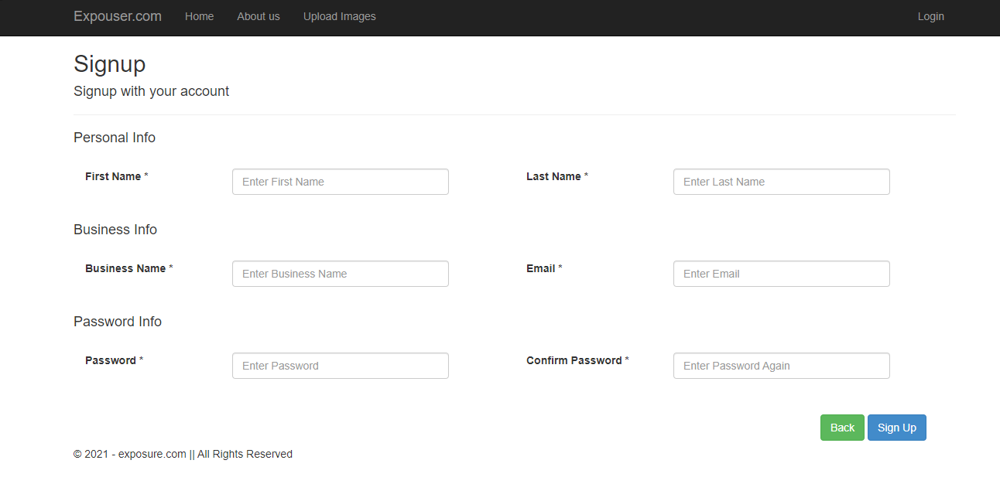 Expouser.com Home About us Upload Images Login
Signup
Signup with your account
Personal Info
First Name * Enter First Name Last Name * Enter Last Name
Business Info
Business Name * Enter Business Name Email * Enter Email
Password Info
Password * Enter Password Confirm Password * Enter Password Again
Back Sign Up
© 2021 - exposure.com || All Rights Reserved